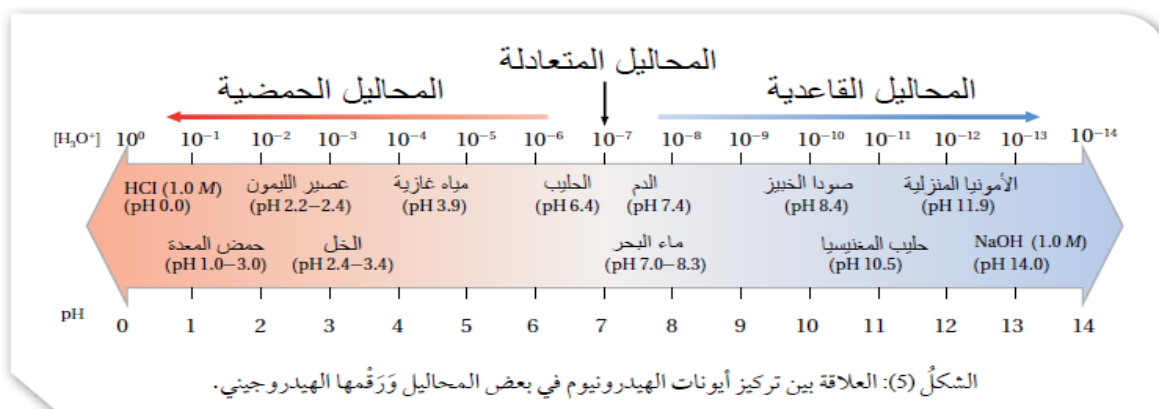 المحاليل المتعادلة
المحاليل الحمضية
المحاليل القاعدية
[H₃O⁺] 10⁰ 10⁻¹ 10⁻² 10⁻³ 10⁻⁴ 10⁻⁵ 10⁻⁶ 10⁻⁷ 10⁻⁸ 10⁻⁹ 10⁻¹⁰ 10⁻¹¹ 10⁻¹² 10⁻¹³ 10⁻¹⁴
HCl (1.0 M)
(pH 0.0)
عصير الليمون
(pH 2.2–2.4)
مياه غازية
(pH 3.9)
الحليب
(pH 6.4)
الدم
(pH 7.4)
صودا الخبيز
(pH 8.4)
الأمونيا المنزلية
(pH 11.9)
حمض المعدة
(pH 1.0–3.0)
الخل
(pH 2.4–3.4)
ماء البحر
(pH 7.0–8.3)
حليب المغنيسيا
(pH 10.5)
NaOH (1.0 M)
(pH 14.0)
pH 0 1 2 3 4 5 6 7 8 9 10 11 12 13 14
الشكلُ (5): العلاقة بين تركيز أيونات الهيدرونيوم في بعض المحاليل وَرَقْمها الهيدروجيني.